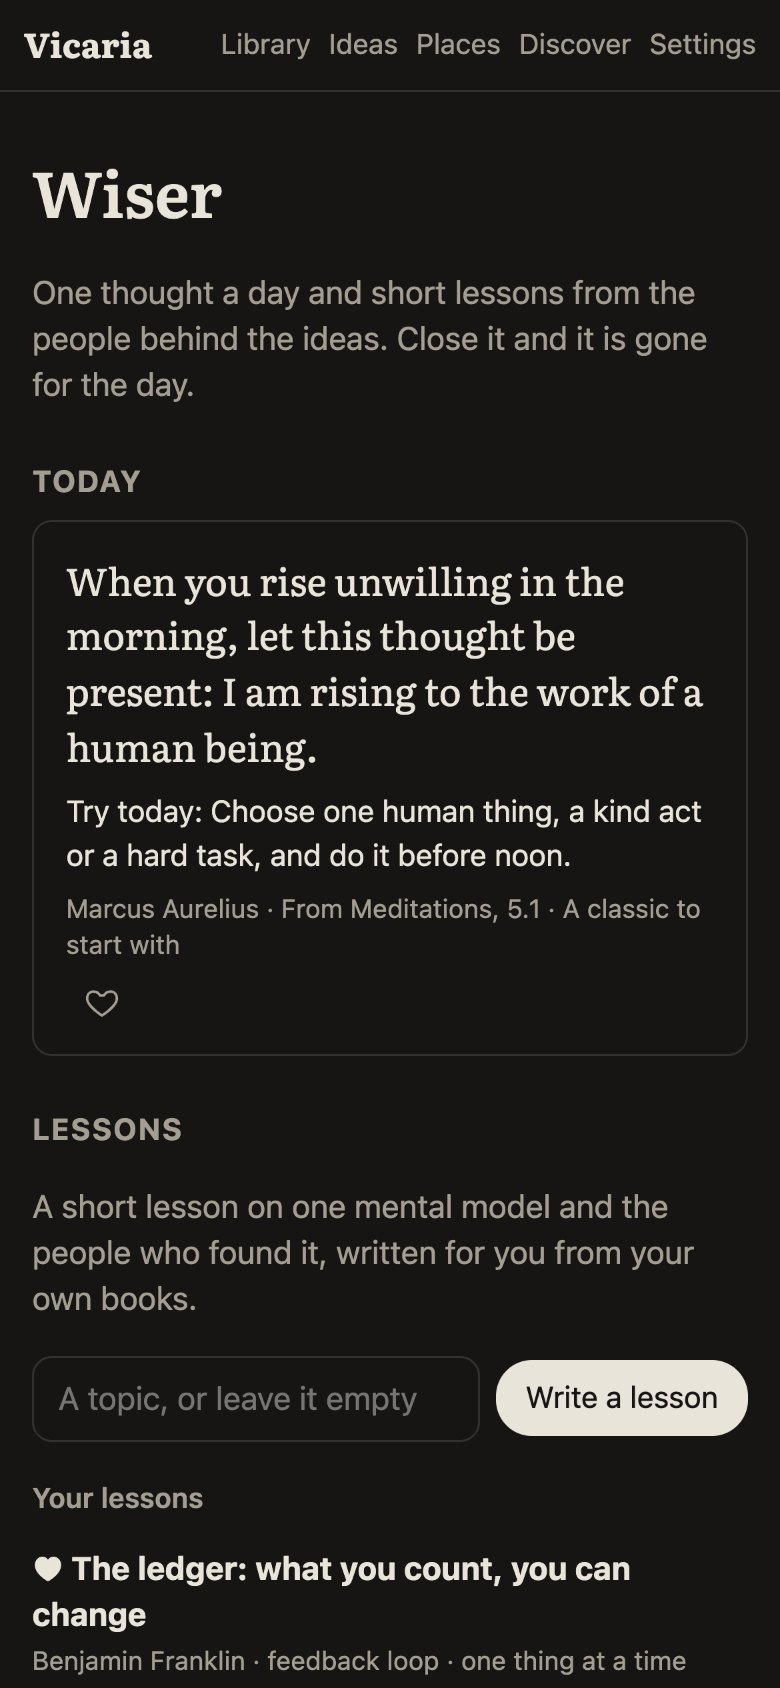 Vicaria
Library Ideas Places Discover Settings
Wiser
One thought a day and short lessons from the
people behind the ideas. Close it and it is gone
for the day.
TODAY
When you rise unwilling in the
morning, let this thought be
present: I am rising to the work of a
human being.
Try today: Choose one human thing, a kind act
or a hard task, and do it before noon.
Marcus Aurelius · From Meditations, 5.1 · A classic to
start with
LESSONS
A short lesson on one mental model and the
people who found it, written for you from your
own books.
A topic, or leave it empty
Write a lesson
Your lessons
The ledger: what you count, you can
change
Benjamin Franklin · feedback loop · one thing at a time